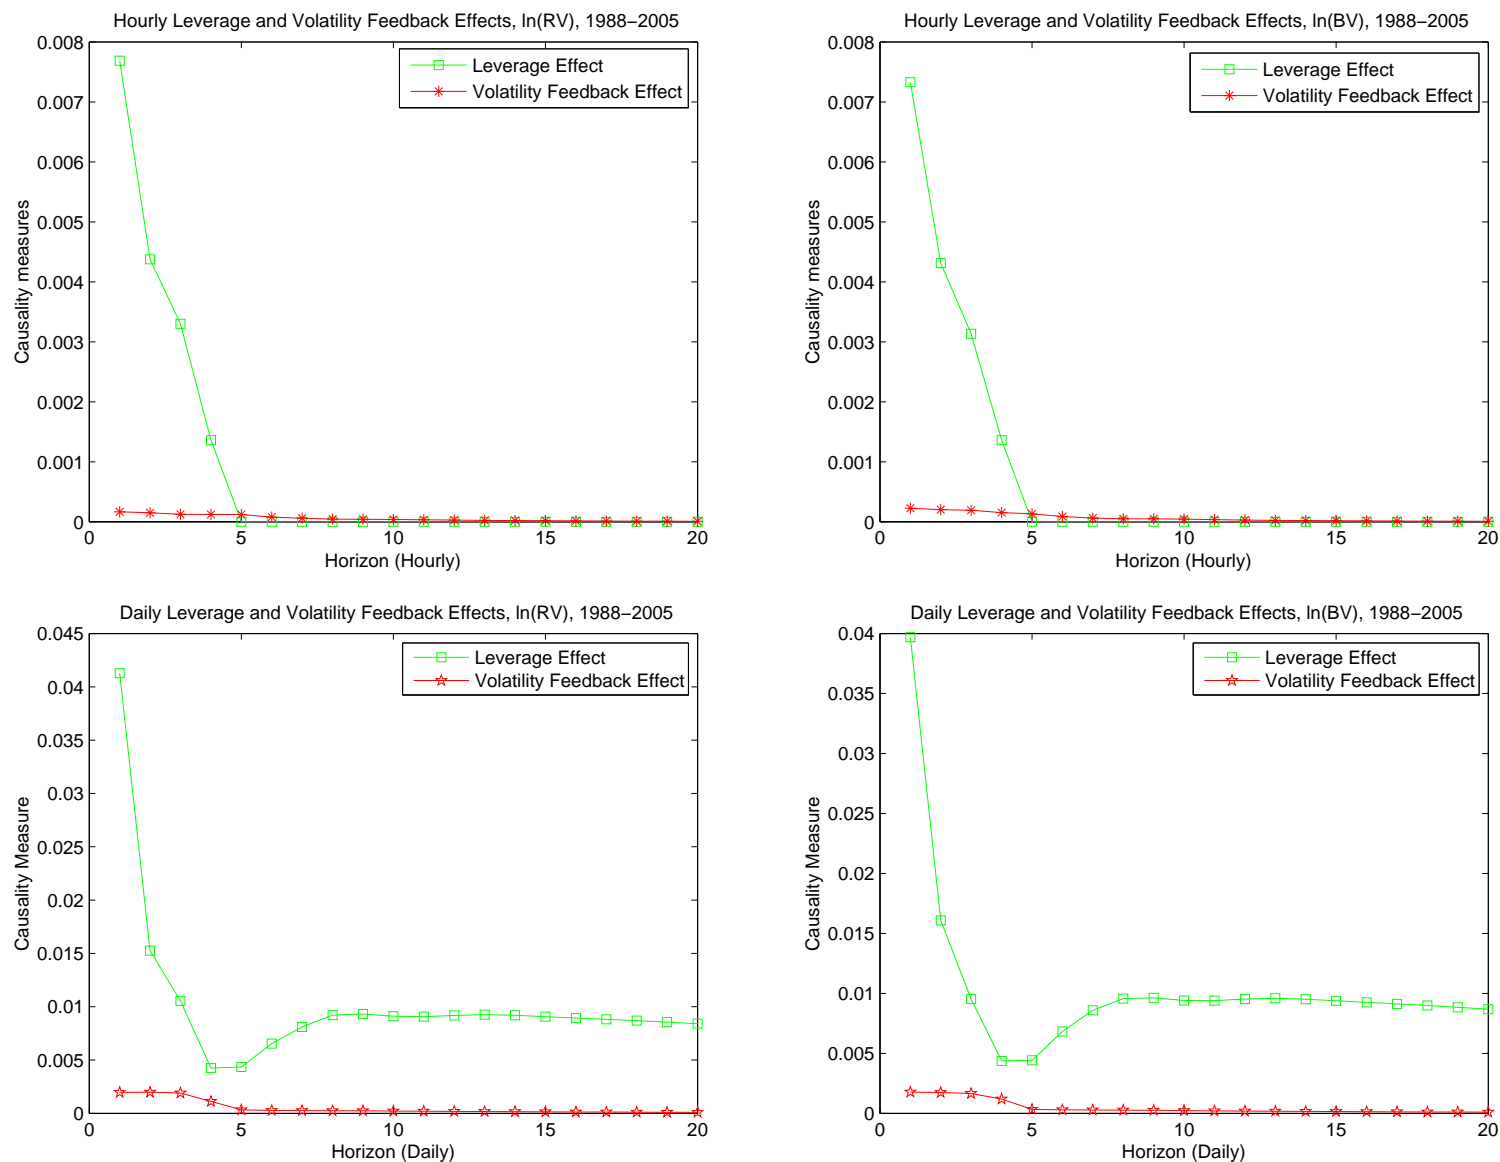 Hourly Leverage and Volatility Feedback Effects, ln(RV), 1988−2005
0.008
0.007
0.006
0.005
0.004
0.003
0.002
0.001
0
Causality measures
Leverage Effect
Volatility Feedback Effect
0 5 10 15 20
Horizon (Hourly)
Hourly Leverage and Volatility Feedback Effects, ln(BV), 1988−2005
0.008
0.007
0.006
0.005
0.004
0.003
0.002
0.001
0
Causality measures
Leverage Effect
Volatility Feedback Effect
0 5 10 15 20
Horizon (Hourly)
Daily Leverage and Volatility Feedback Effects, ln(RV), 1988−2005
0.045
0.04
0.035
0.03
0.025
0.02
0.015
0.01
0.005
0
Causality Measure
Leverage Effect
Volatility Feedback Effect
0 5 10 15 20
Horizon (Daily)
Daily Leverage and Volatility Feedback Effects, ln(BV), 1988−2005
0.04
0.035
0.03
0.025
0.02
0.015
0.01
0.005
0
Causality Measure
Leverage Effect
Volatility Feedback Effect
0 5 10 15 20
Horizon (Daily)